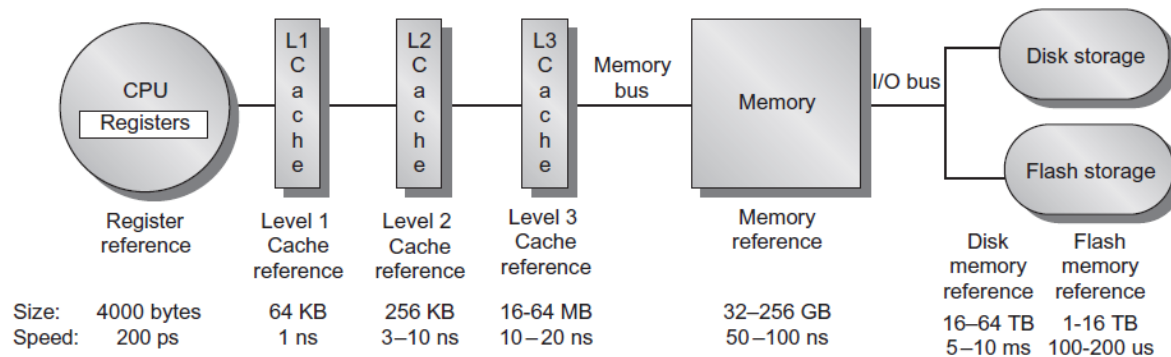 CPU
Registers
L1
C
a
c
h
e
L2
C
a
c
h
e
L3
C
a
c
h
e
Memory
bus
Memory
I/O bus
Disk storage
Flash storage
Register
reference
Level 1
Cache
reference
Level 2
Cache
reference
Level 3
Cache
reference
Memory
reference
Disk
memory
reference
Flash
memory
reference
Size: 4000 bytes 64 KB 256 KB 16-64 MB 32–256 GB 16–64 TB 1-16 TB
Speed: 200 ps 1 ns 3–10 ns 10–20 ns 50–100 ns 5–10 ms 100-200 us